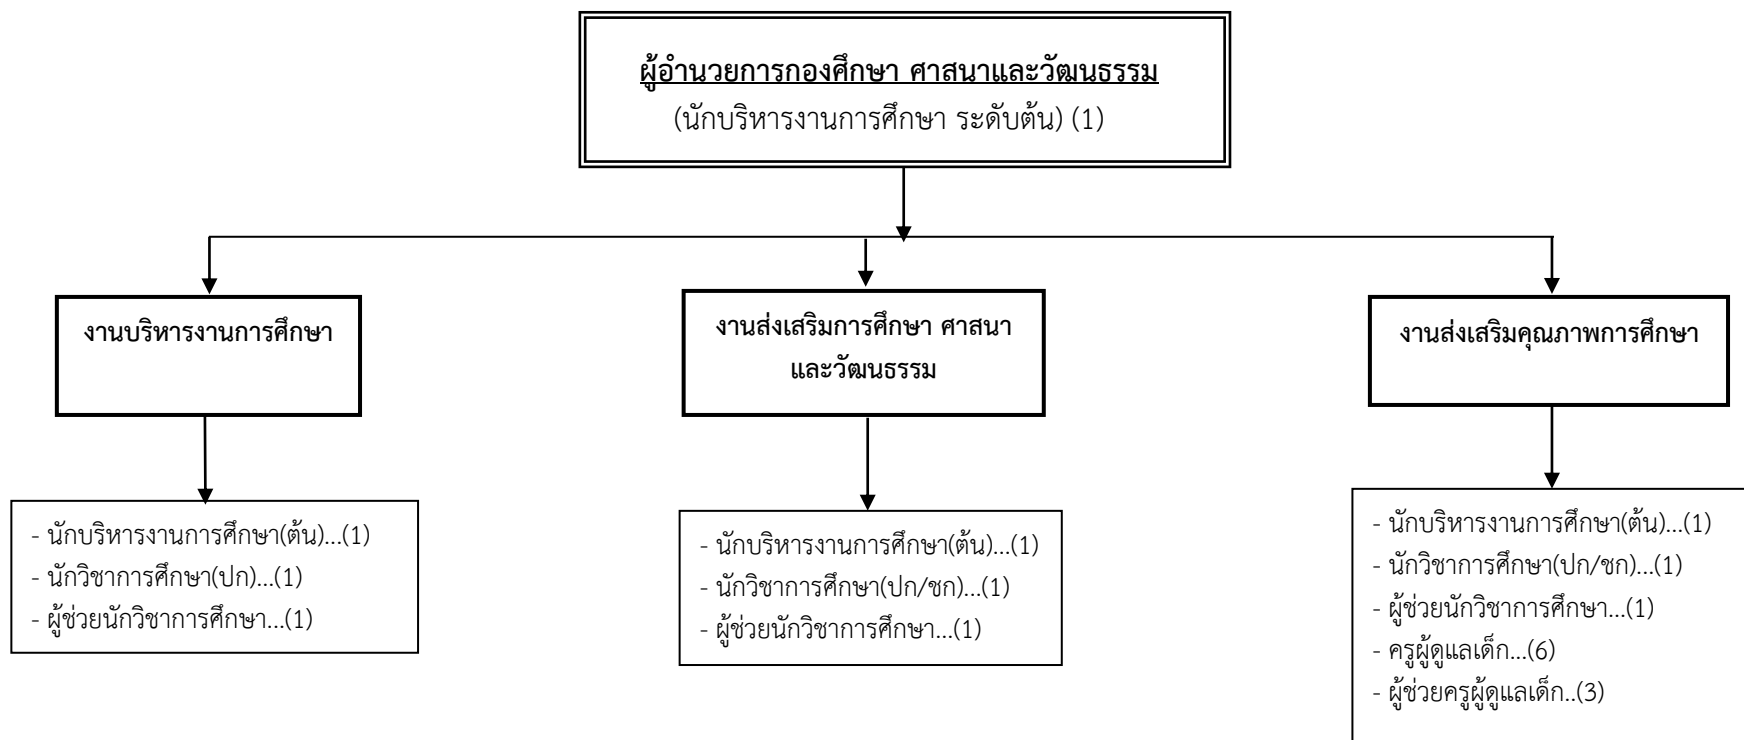 ผู้อำนวยการกองศึกษา ศาสนาและวัฒนธรรม
(นักบริหารงานการศึกษา ระดับต้น) (1)
งานบริหารงานการศึกษา
งานส่งเสริมการศึกษา ศาสนา
และวัฒนธรรม
งานส่งเสริมคุณภาพการศึกษา
- นักบริหารงานการศึกษา(ต้น)...(1)
- นักวิชาการศึกษา(ปก)...(1)
- ผู้ช่วยนักวิชาการศึกษา...(1)
- นักบริหารงานการศึกษา(ต้น)...(1)
- นักวิชาการศึกษา(ปก/ชก)...(1)
- ผู้ช่วยนักวิชาการศึกษา...(1)
- นักบริหารงานการศึกษา(ต้น)...(1)
- นักวิชาการศึกษา(ปก/ชก)...(1)
- ผู้ช่วยนักวิชาการศึกษา...(1)
- ครูผู้ดูแลเด็ก...(6)
- ผู้ช่วยครูผู้ดูแลเด็ก..(3)